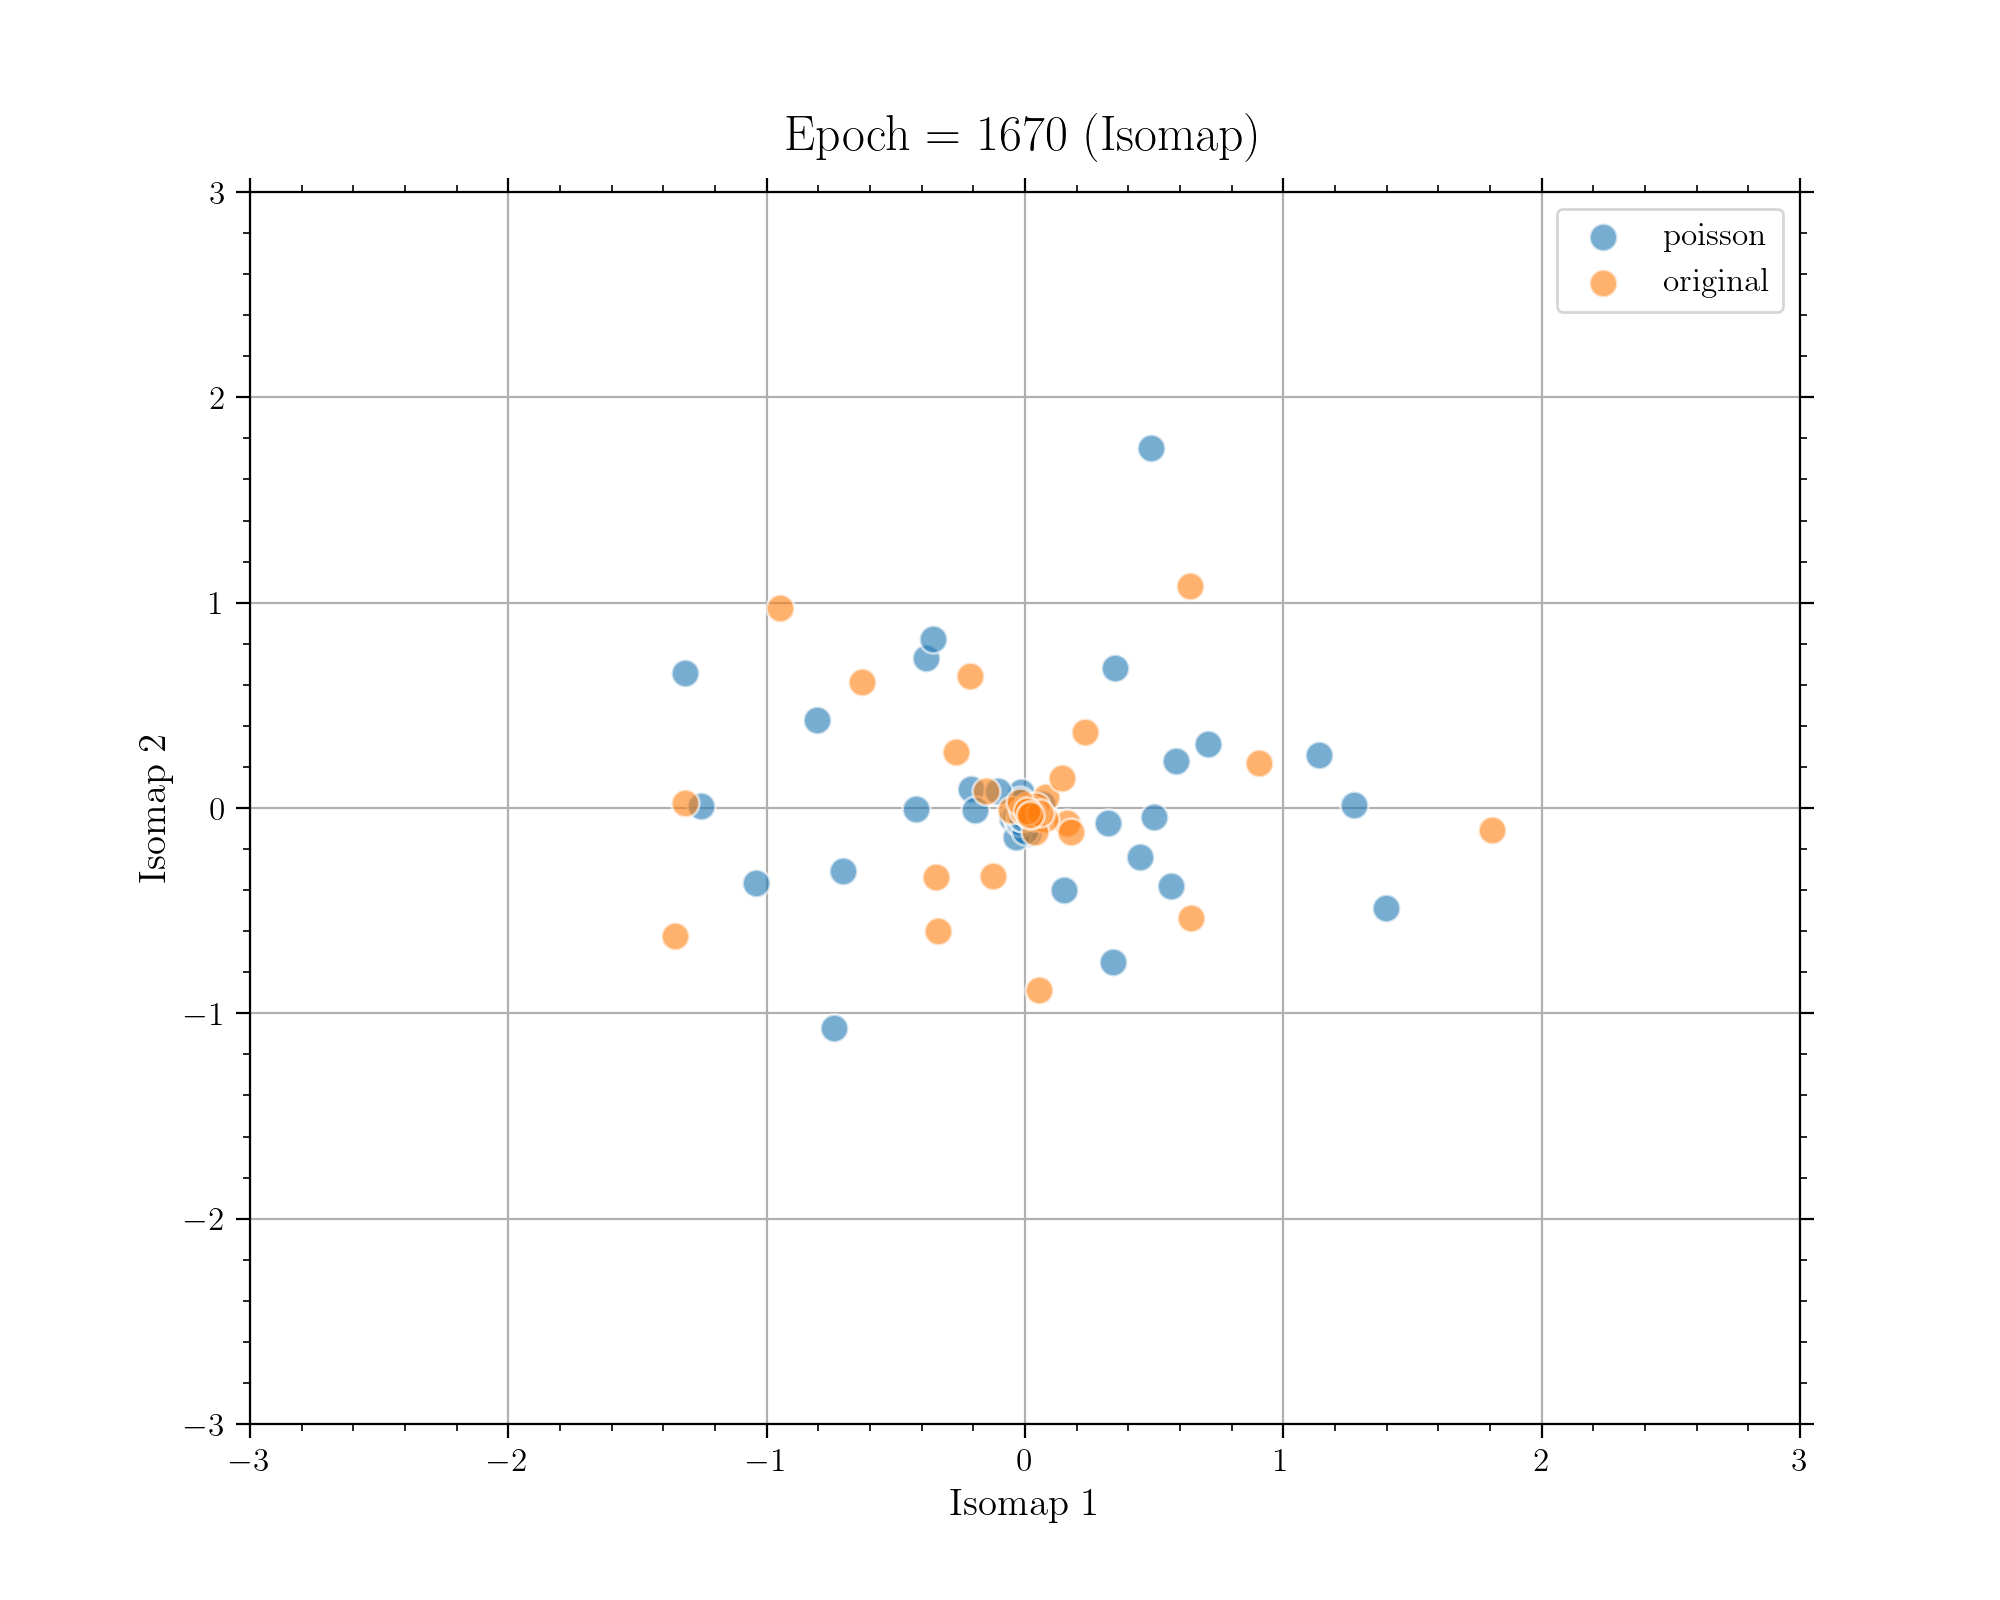 Epoch = 1670 (Isomap)
poisson
original
3
2
1
0
−1
−2
−3
Isomap 2
−3
−2
−1
0
1
2
3
Isomap 1